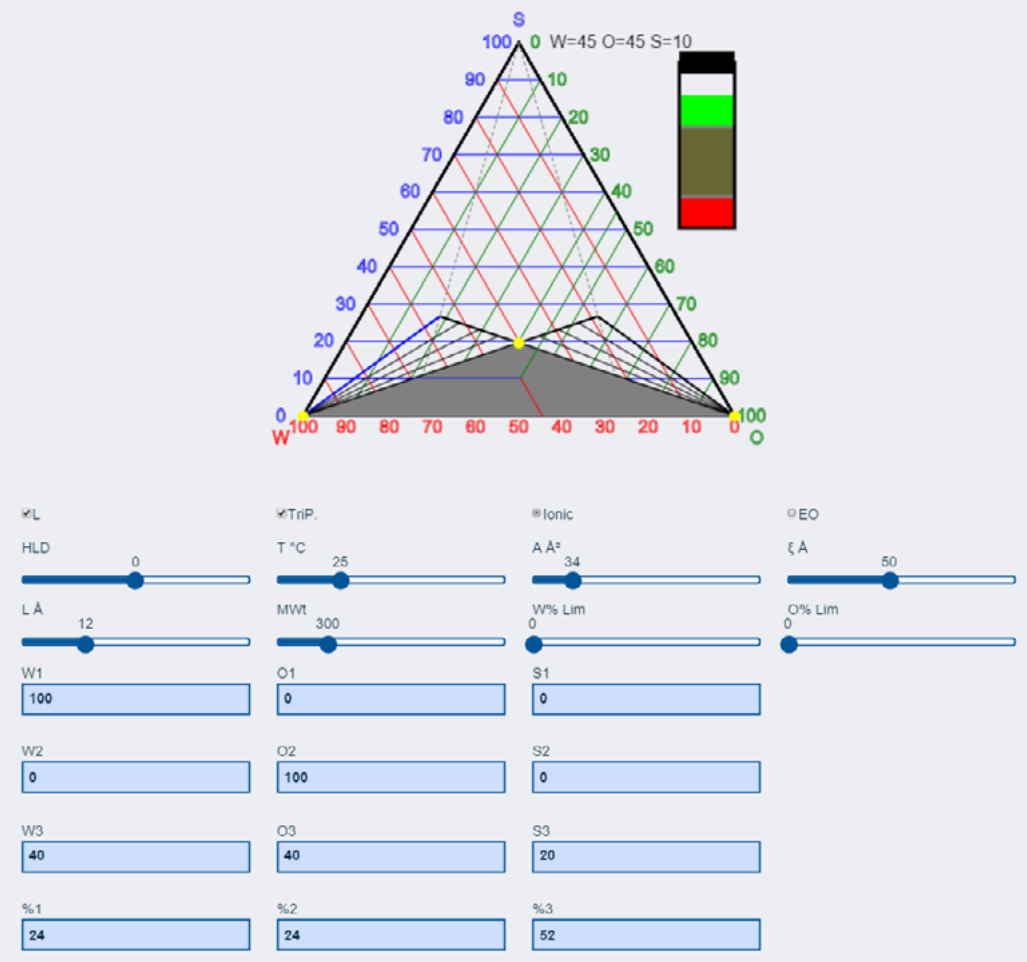 S
100 0 W=45 O=45 S=10
90 10
80 20
70 30
60 40
50 50
40 60
30 70
20 80
10 90
0 100
W 100 90 80 70 60 50 40 30 20 10 0 O
L TriP. Ionic EO
HLD T °C A Å² ξ Å
0 25 34 50
L Å MWt W% Lim O% Lim
12 300 0 0
W1 O1 S1
100 0 0
W2 O2 S2
0 100 0
W3 O3 S3
40 40 20
%1 %2 %3
24 24 52